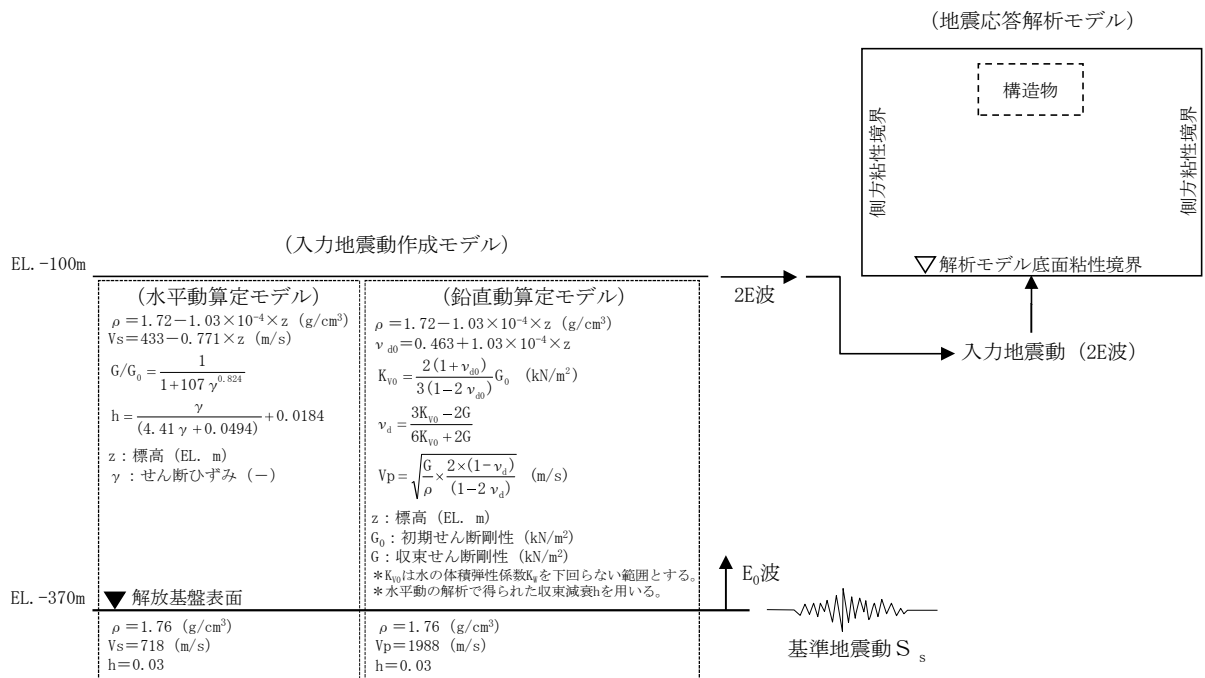 (地震応答解析モデル)
構造物
側方粘性境界
側方粘性境界
▽解析モデル底面粘性境界
(入力地震動作成モデル)
EL.-100m
2E波
入力地震動 (2E波)
(水平動算定モデル)
ρ=1.72−1.03×10⁻⁴×z (g/cm³)
Vs=433−0.771×z (m/s)
G/G₀ = 1/(1+107γ^0.824)
h = γ/(4.41γ+0.0494) +0.0184
z:標高 (EL. m)
γ:せん断ひずみ (−)
(鉛直動算定モデル)
ρ=1.72−1.03×10⁻⁴×z (g/cm³)
ν_d0=0.463+1.03×10⁻⁴×z
K_V0 = 2(1+ν_d0)/3(1−2ν_d0) G₀ (kN/m²)
ν_d = (3K_V0−2G)/(6K_V0+2G)
Vp=√(G/ρ × 2×(1−ν_d)/(1−2ν_d)) (m/s)
z:標高 (EL. m)
G₀:初期せん断剛性 (kN/m²)
G:収束せん断剛性 (kN/m²)
*K_V0は水の体積弾性係数K_Wを下回らない範囲とする。
*水平動の解析で得られた収束減衰hを用いる。
E₀波
EL.-370m
▼解放基盤表面
ρ=1.76 (g/cm³)
Vs=718 (m/s)
h=0.03
ρ=1.76 (g/cm³)
Vp=1988 (m/s)
h=0.03
基準地震動Sₛ